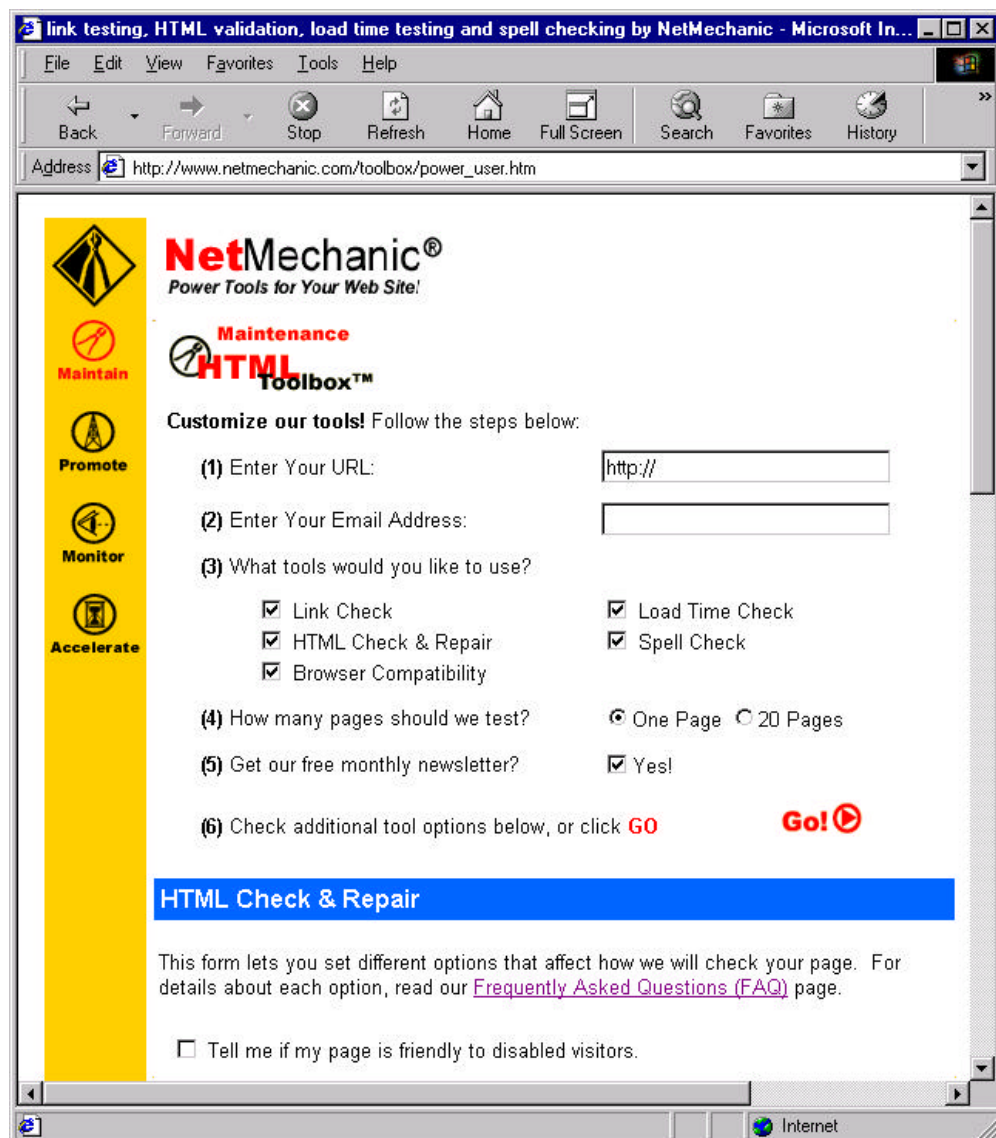 link testing, HTML validation, load time testing and spell checking by NetMechanic - Microsoft In...
File Edit View Favorites Tools Help
Back Forward Stop Refresh Home Full Screen Search Favorites History »
Address http://www.netmechanic.com/toolbox/power_user.htm
NetMechanic®
Power Tools for Your Web Site!
Maintenance
HTML
Toolbox™
Maintain
Promote
Monitor
Accelerate
Customize our tools! Follow the steps below:
(1) Enter Your URL: http://
(2) Enter Your Email Address:
(3) What tools would you like to use?
Link Check Load Time Check
HTML Check & Repair Spell Check
Browser Compatibility
(4) How many pages should we test? One Page 20 Pages
(5) Get our free monthly newsletter? Yes!
(6) Check additional tool options below, or click GO Go!
HTML Check & Repair
This form lets you set different options that affect how we will check your page. For
details about each option, read our Frequently Asked Questions (FAQ) page.
Tell me if my page is friendly to disabled visitors.
Internet